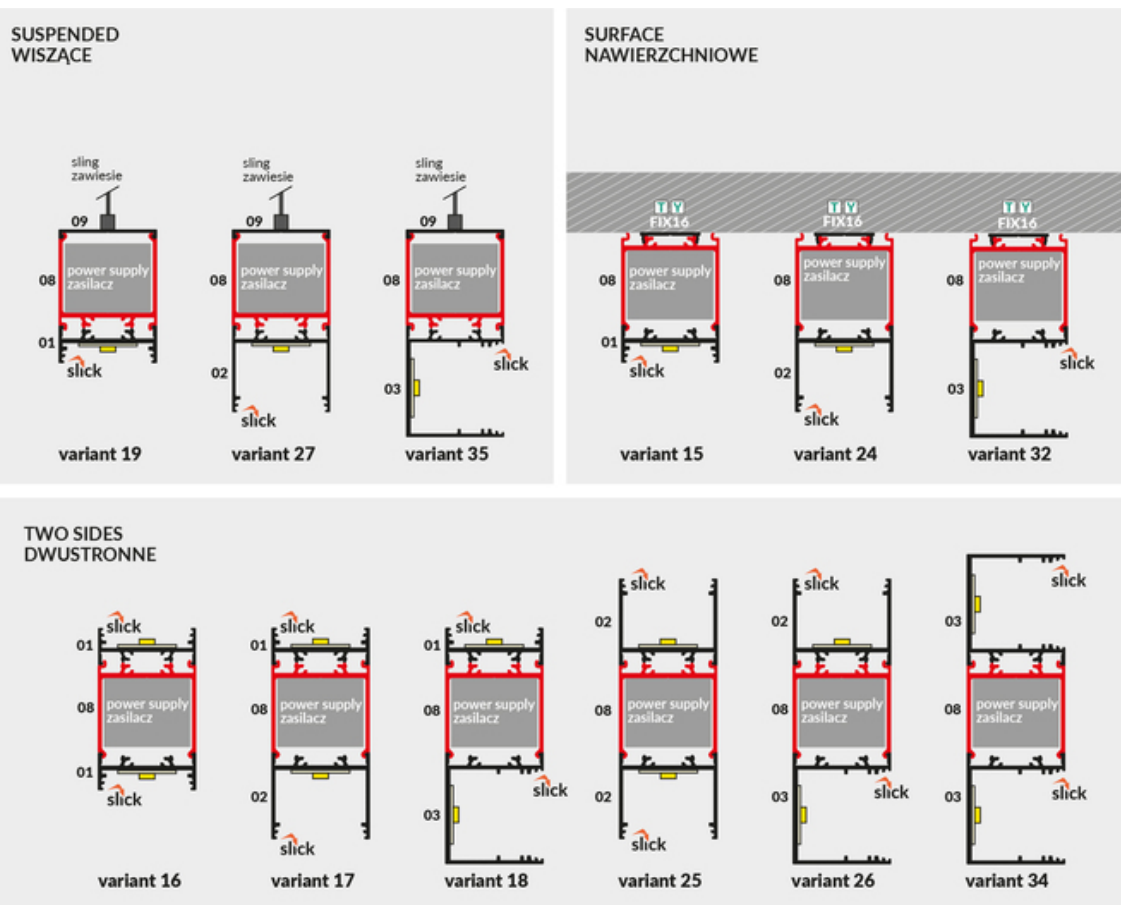 SUSPENDED
WISZĄCE
sling
zawiesie
09
08
power supply
zasilacz
01
slick
variant 19
sling
zawiesie
09
08
power supply
zasilacz
02
slick
variant 27
sling
zawiesie
09
08
power supply
zasilacz
slick
03
variant 35
SURFACE
NAWIERZCHNIOWE
T Y
FIX16
08
power supply
zasilacz
01
slick
variant 15
T Y
FIX16
08
power supply
zasilacz
02
slick
variant 24
T Y
FIX16
08
power supply
zasilacz
slick
03
variant 32
TWO SIDES
DWUSTRONNE
slick
01
08
power supply
zasilacz
01
slick
variant 16
slick
01
08
power supply
zasilacz
02
slick
variant 17
slick
01
08
power supply
zasilacz
slick
03
variant 18
slick
02
08
power supply
zasilacz
02
slick
variant 25
slick
02
08
power supply
zasilacz
slick
03
variant 26
slick
03
08
power supply
zasilacz
slick
03
variant 34